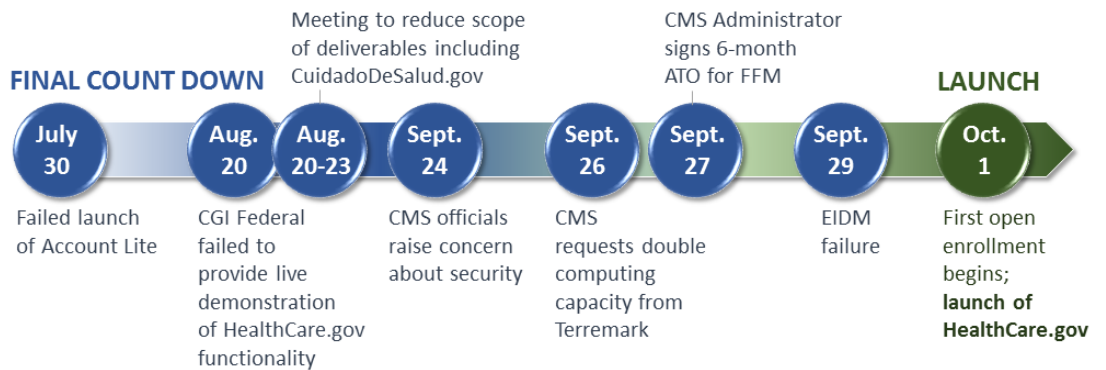 Meeting to reduce scope
of deliverables including
CuidadoDeSalud.gov
CMS Administrator
signs 6-month
ATO for FFM
FINAL COUNT DOWN
LAUNCH
July
30
Aug.
20
Aug.
20-23
Sept.
24
Sept.
26
Sept.
27
Sept.
29
Oct.
1
Failed launch
of Account Lite
CGI Federal
failed to
provide live
demonstration
of HealthCare.gov
functionality
CMS officials
raise concern
about security
CMS
requests double
computing
capacity from
Terremark
EIDM
failure
First open
enrollment
begins;
launch of
HealthCare.gov